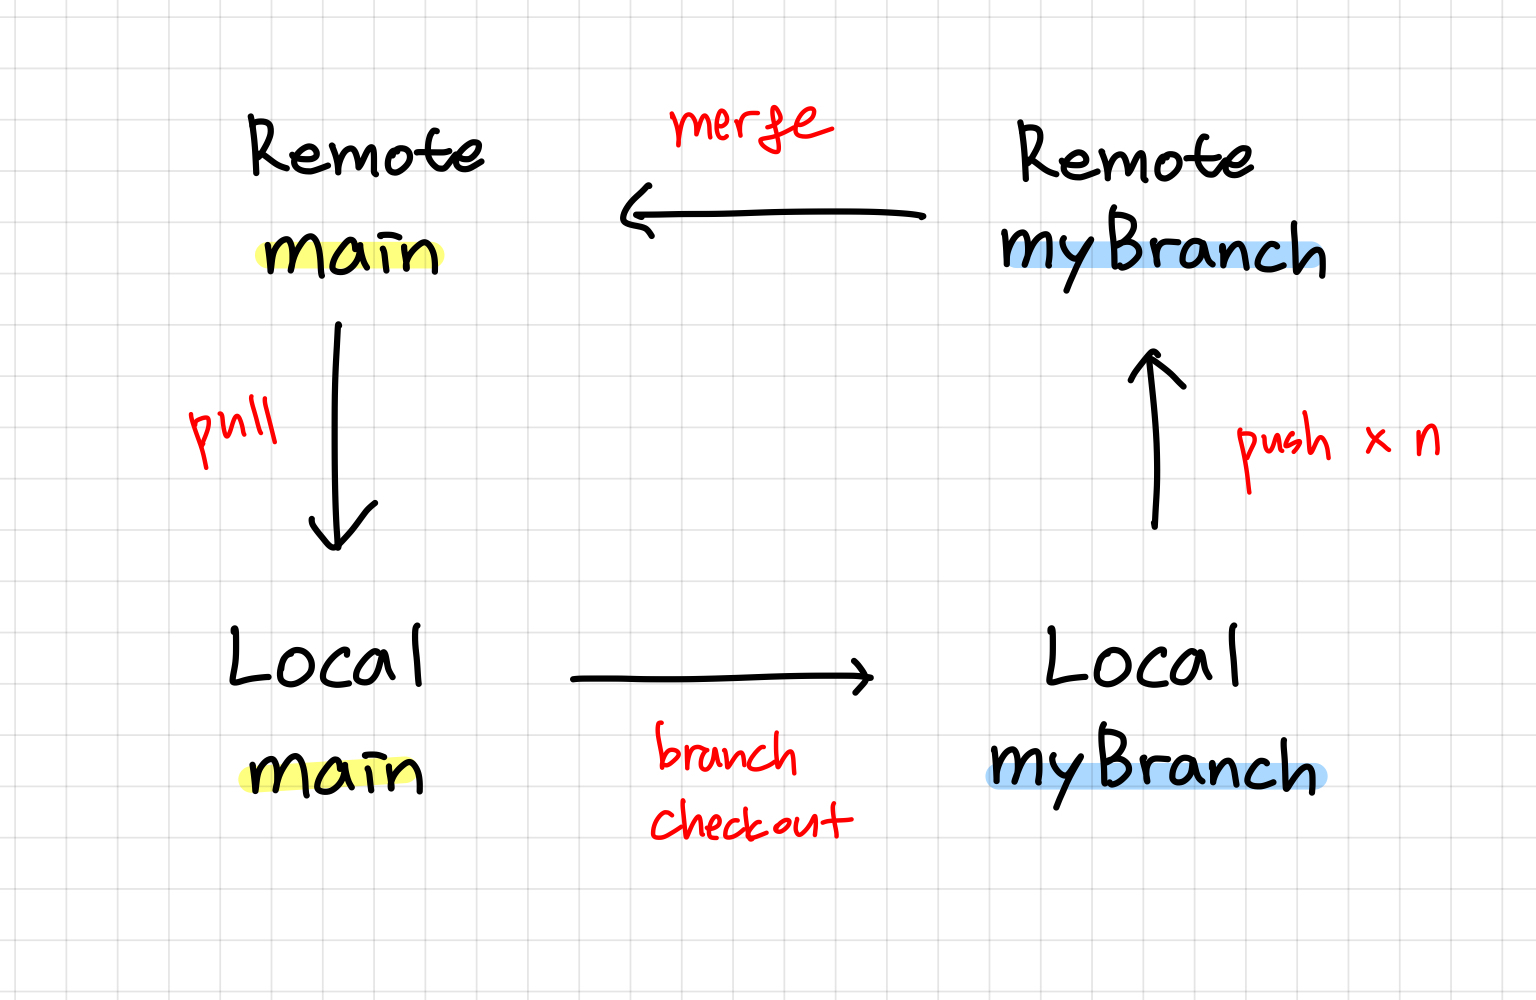 Remote
main
merge
Remote
myBranch
pull
push x n
Local
main
branch
checkout
Local
myBranch